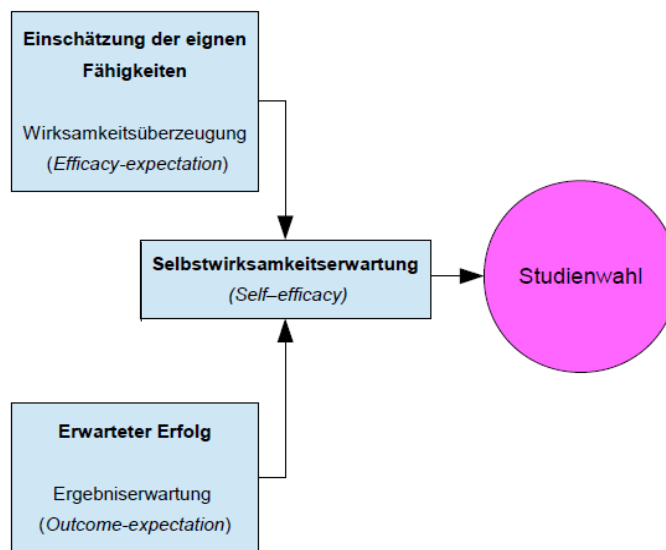 Einschätzung der eignen
Fähigkeiten
Wirksamkeitsüberzeugung
(Efficacy-expectation)
Selbstwirksamkeitserwartung
(Self–efficacy)
Studienwahl
Erwarteter Erfolg
Ergebniserwartung
(Outcome-expectation)